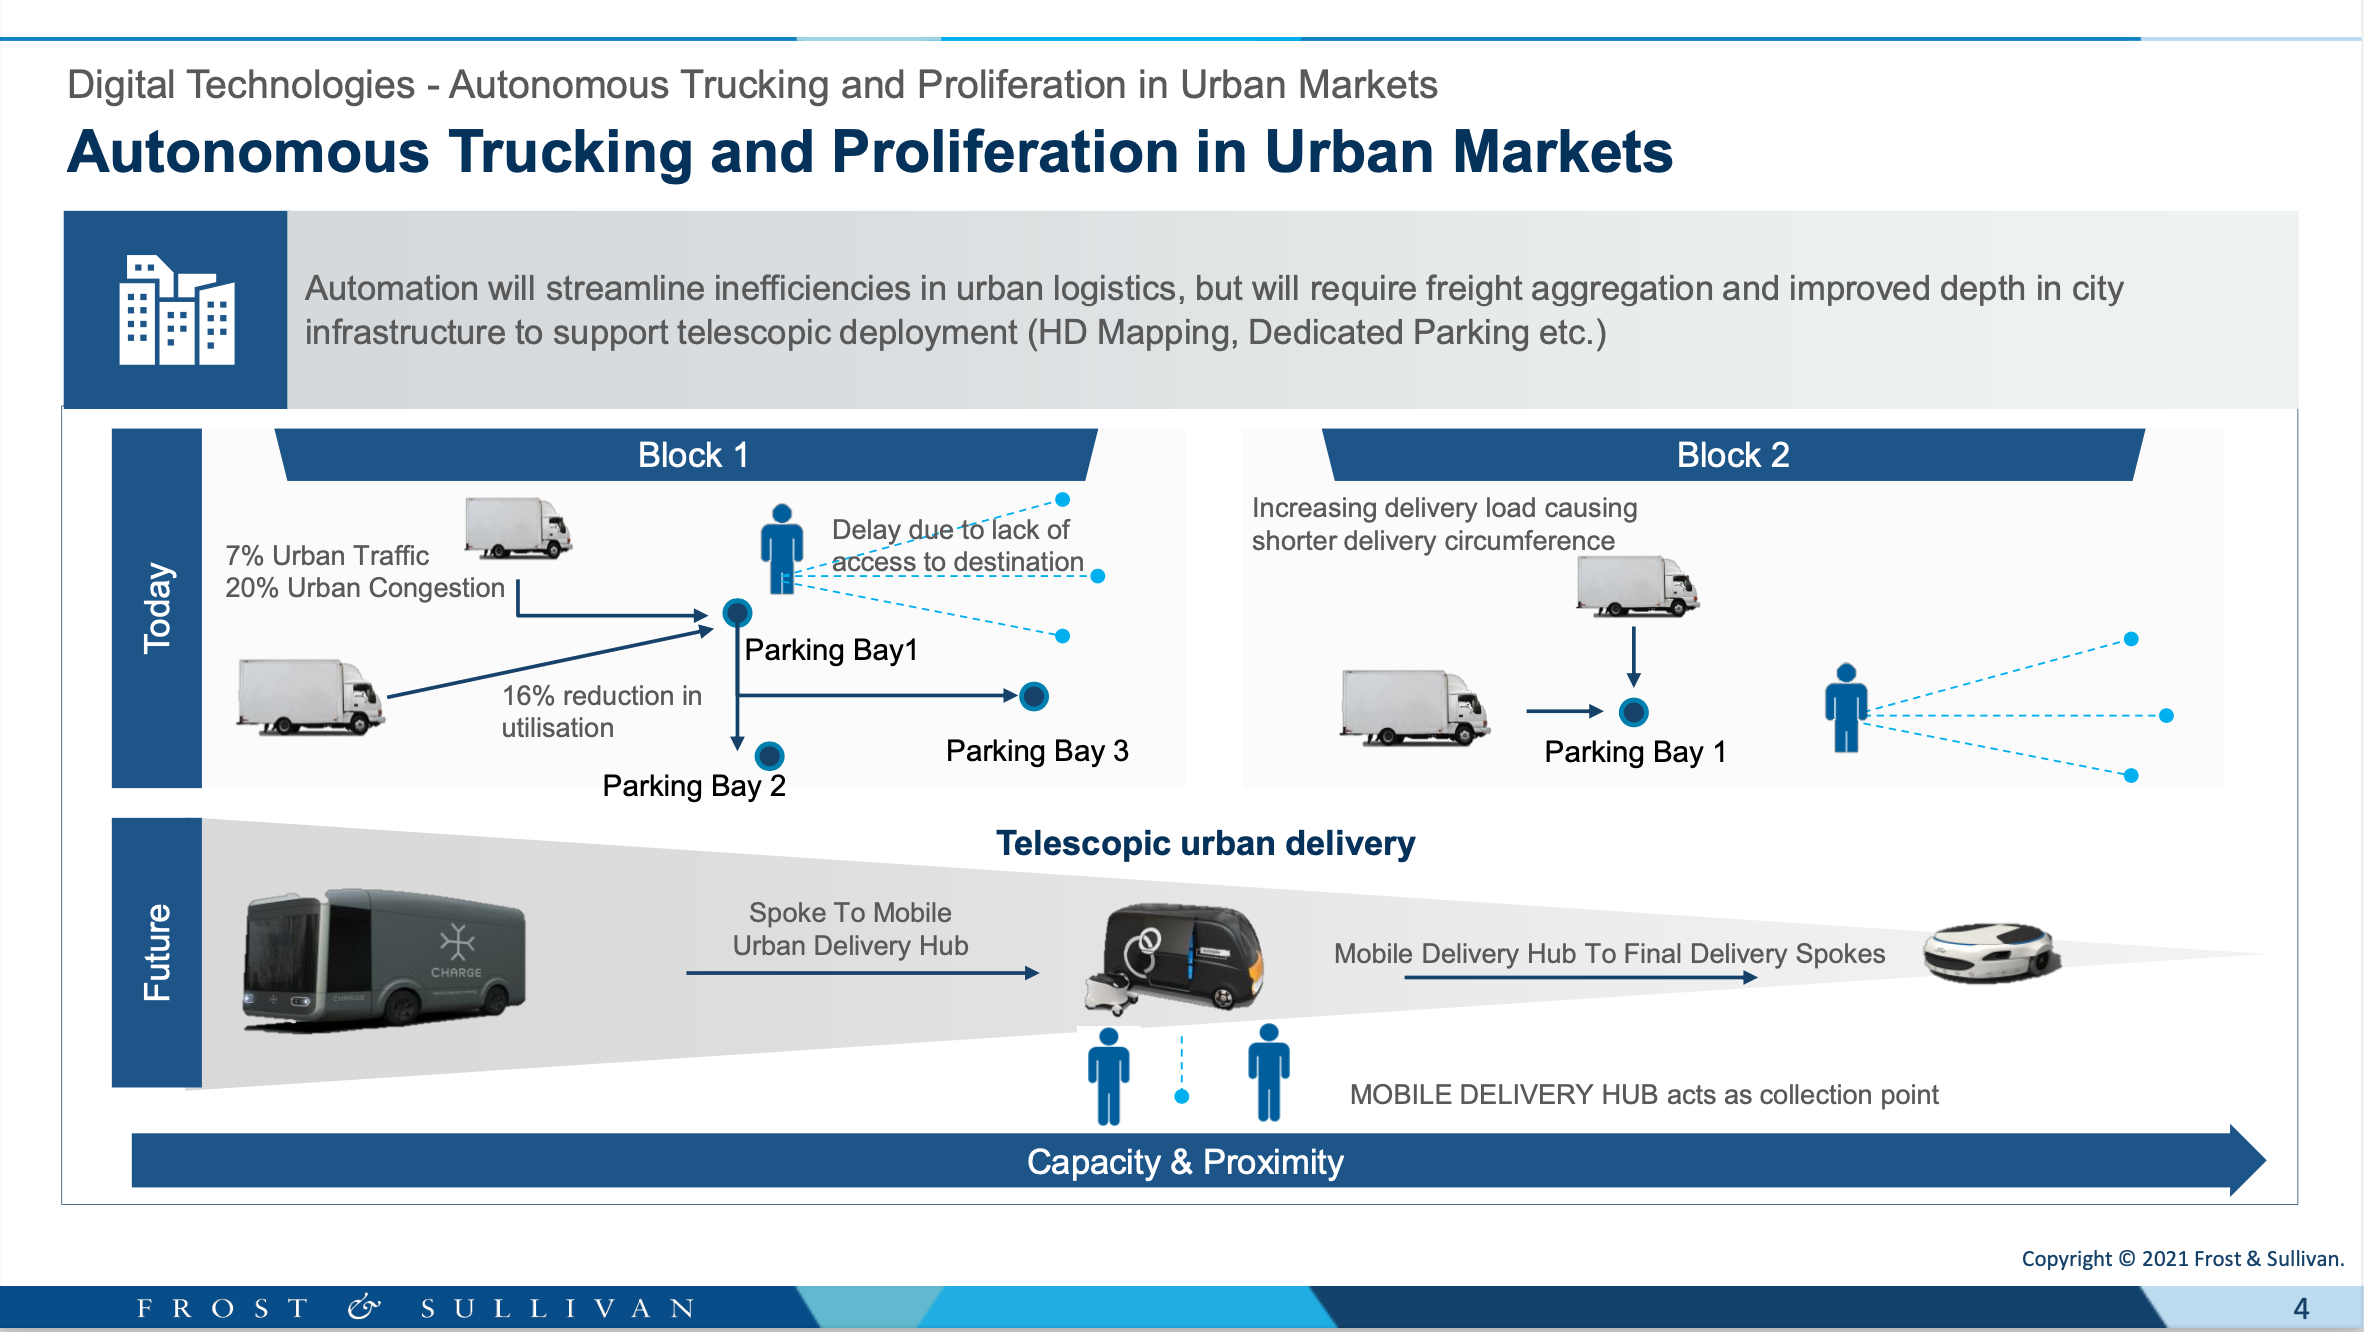 Digital Technologies - Autonomous Trucking and Proliferation in Urban Markets
Autonomous Trucking and Proliferation in Urban Markets
Automation will streamline inefficiencies in urban logistics, but will require freight aggregation and improved depth in city
infrastructure to support telescopic deployment (HD Mapping, Dedicated Parking etc.)
Today
Block 1
7% Urban Traffic
20% Urban Congestion
Delay due to lack of
access to destination
Parking Bay1
16% reduction in
utilisation
Parking Bay 3
Parking Bay 2
Block 2
Increasing delivery load causing
shorter delivery circumference
Parking Bay 1
Future
Telescopic urban delivery
CHARGE
CHARGE
Spoke To Mobile
Urban Delivery Hub
Mobile Delivery Hub To Final Delivery Spokes
MOBILE DELIVERY HUB acts as collection point
Capacity & Proximity
Copyright © 2021 Frost & Sullivan.
FROST & SULLIVAN
4